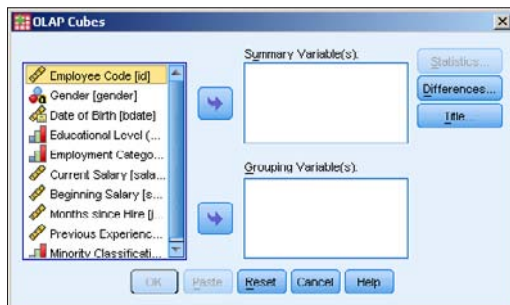 OLAP Cubes
Employee Code [id]
Gender [gender]
Date of Birth [bdate]
Educational Level (...
Employment Catego...
Current Salary [sala...
Beginning Salary [s...
Months since Hire [j...
Previous Experienc...
Minority Classificati...
Summary Variable(s):
Grouping Variable(s):
Statistics...
Differences...
Title...
OK
Paste
Reset
Cancel
Help